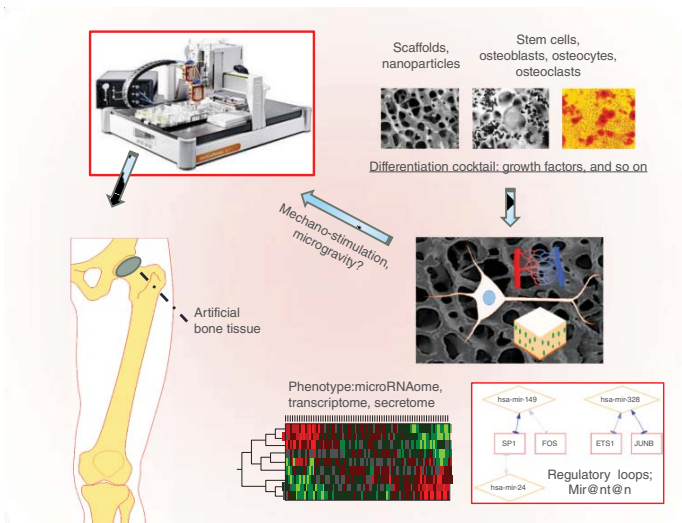 Scaffolds,
nanoparticles
Stem cells,
osteoblasts, osteocytes,
osteoclasts
Differentiation cocktail: growth factors, and so on
Mechano-stimulation,
microgravity?
Artificial
bone tissue
Phenotype:microRNAome,
transcriptome, secretome
hsa-mir-149
hsa-mir-328
SP1
FOS
ETS1
JUNB
hsa-mir-24
Regulatory loops;
Mir@nt@n